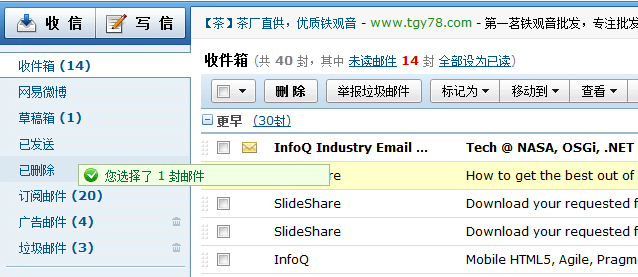 收 信 写 信
【茶】茶厂直供，优质铁观音 - www.tgy78.com - 第一茗铁观音批发，专注批发
收件箱 (共 40 封，其中 未读邮件 14 封 全部设为已读)
删 除 举报垃圾邮件 标记为 移动到 查看
更早 (30封)
收件箱 (14)
网易微博
草稿箱 (1)
已发送
已删除
订阅邮件 (20)
广告邮件 (4)
垃圾邮件 (3)
您选择了 1 封邮件
InfoQ Industry Email ... Tech @ NASA, OSGi, .NET
re How to get the best out of
SlideShare Download your requested f
SlideShare Download your requested f
InfoQ Mobile HTML5, Agile, Pragm